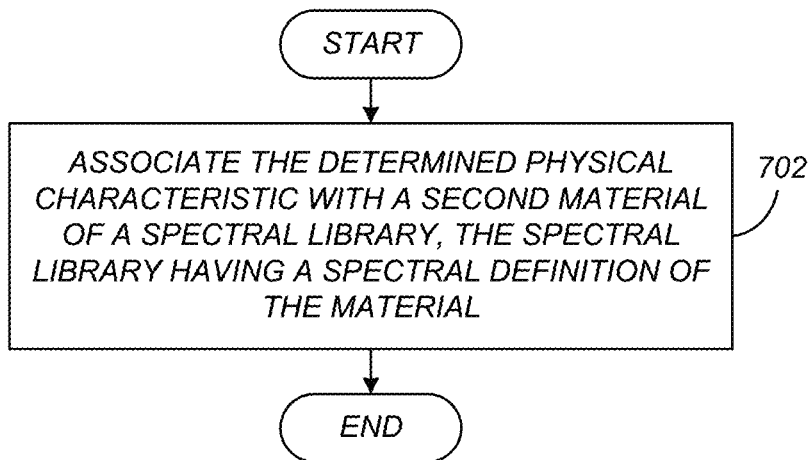 START
ASSOCIATE THE DETERMINED PHYSICAL
CHARACTERISTIC WITH A SECOND MATERIAL
OF A SPECTRAL LIBRARY, THE SPECTRAL
LIBRARY HAVING A SPECTRAL DEFINITION OF
THE MATERIAL
702
END